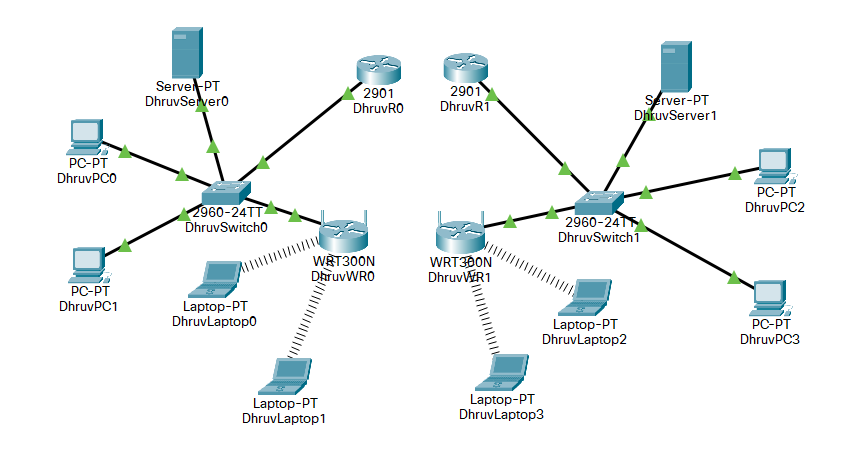 Server-PT
DhruvServer0
2901
DhruvR0
2901
DhruvR1
Server-PT
DhruvServer1
PC-PT
DhruvPC0
PC-PT
DhruvPC2
2960-24TT
DhruvSwitch0
2960-24TT
DhruvSwitch1
WRT300N
DhruvWR0
WRT300N
DhruvWR1
PC-PT
DhruvPC1
Laptop-PT
DhruvLaptop0
Laptop-PT
DhruvLaptop2
PC-PT
DhruvPC3
Laptop-PT
DhruvLaptop1
Laptop-PT
DhruvLaptop3